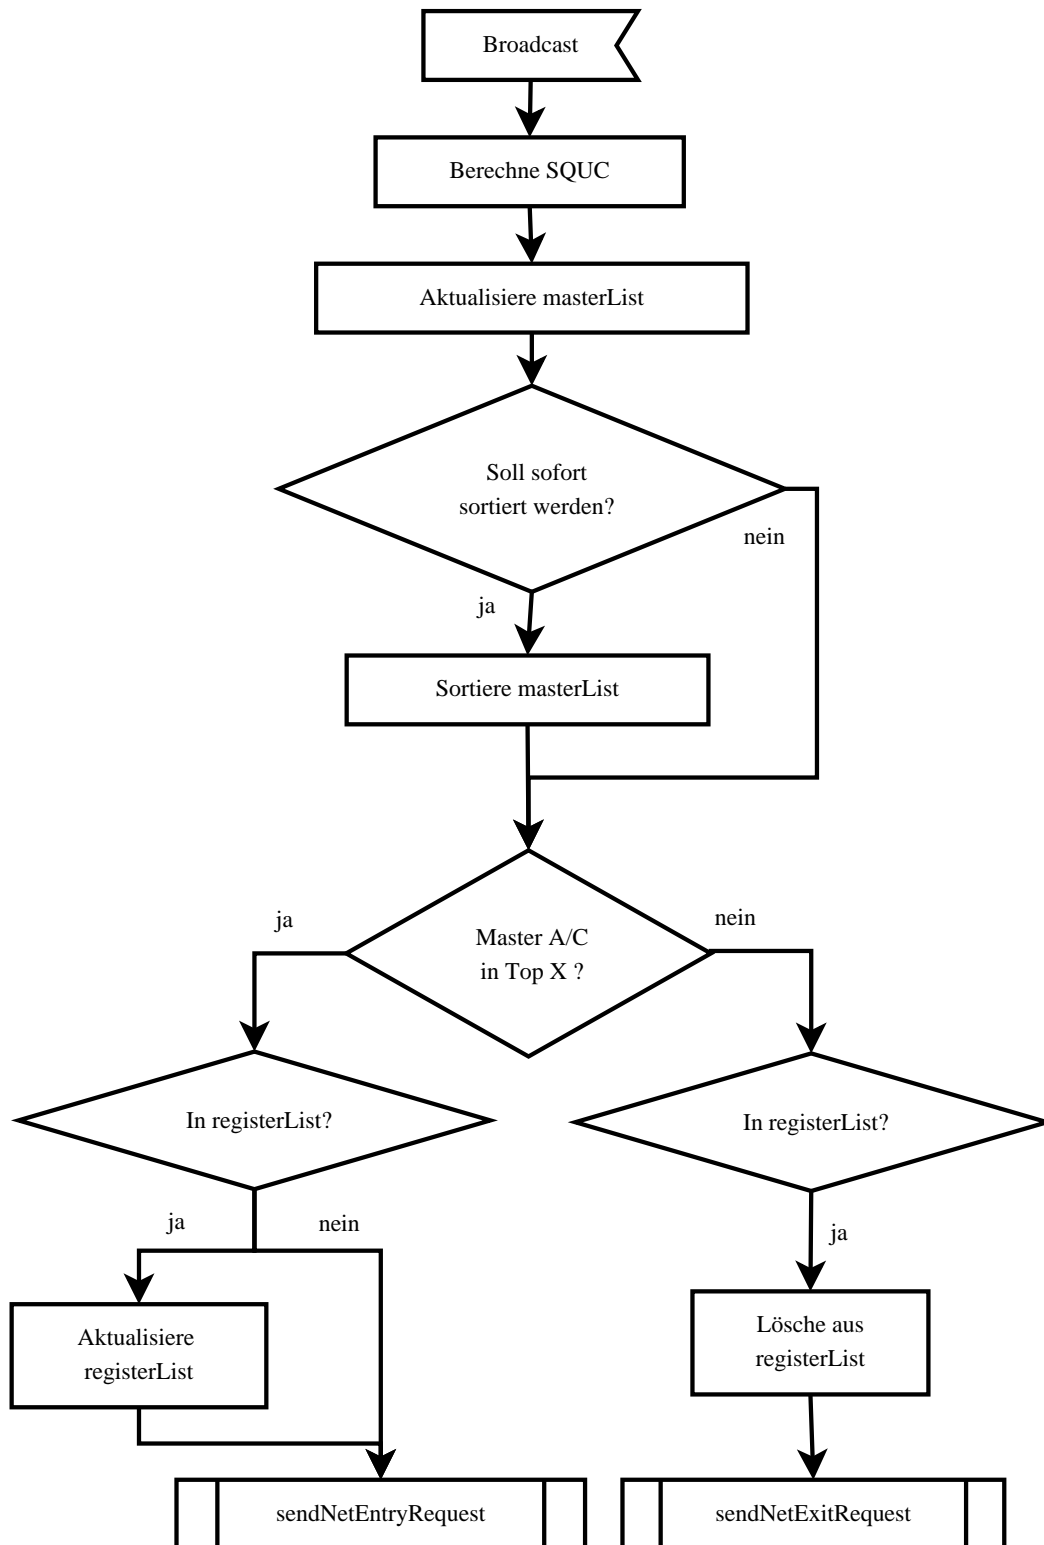 Broadcast
Berechne SQUC
Aktualisiere masterList
Soll sofort
sortiert werden?
nein
ja
Sortiere masterList
ja
nein
Master A/C
in Top X ?
In registerList?
In registerList?
ja
nein
ja
Aktualisiere
registerList
Lösche aus
registerList
sendNetEntryRequest
sendNetExitRequest